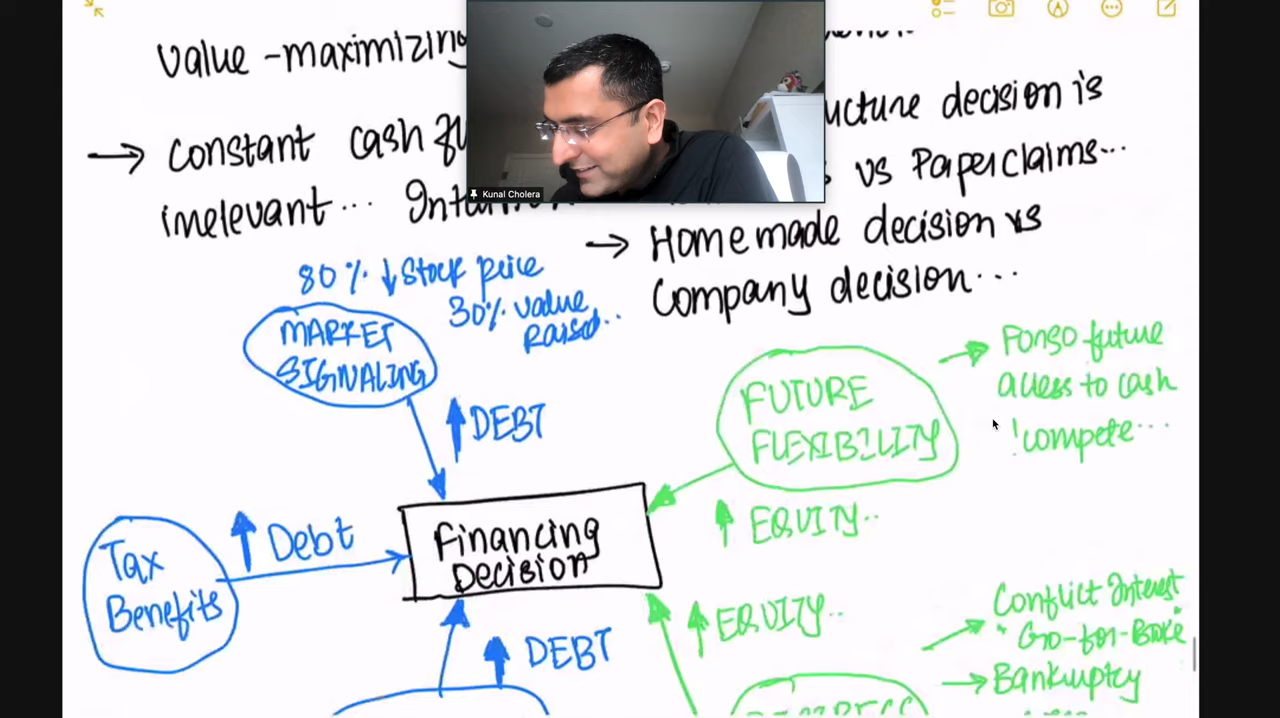 value -maximizing
ucture decision is
→ constant cash
vs Paperclaims...
irrelevant...
→ Homemade decision vs
company decision...
80% ↓ stock price
30% value
raised..
MARKET
SIGNALING
↑ DEBT
FUTURE
FLEXIBILITY
Forgo future
access to cash
! compete...
↑ EQUITY..
Tax
Benefits
↑ Debt
Financing
DECISION
↑ EQUITY..
↑ DEBT
Conflict Interest
" Go-for-Broke "
→ Bankuptcy
Kunal Cholera